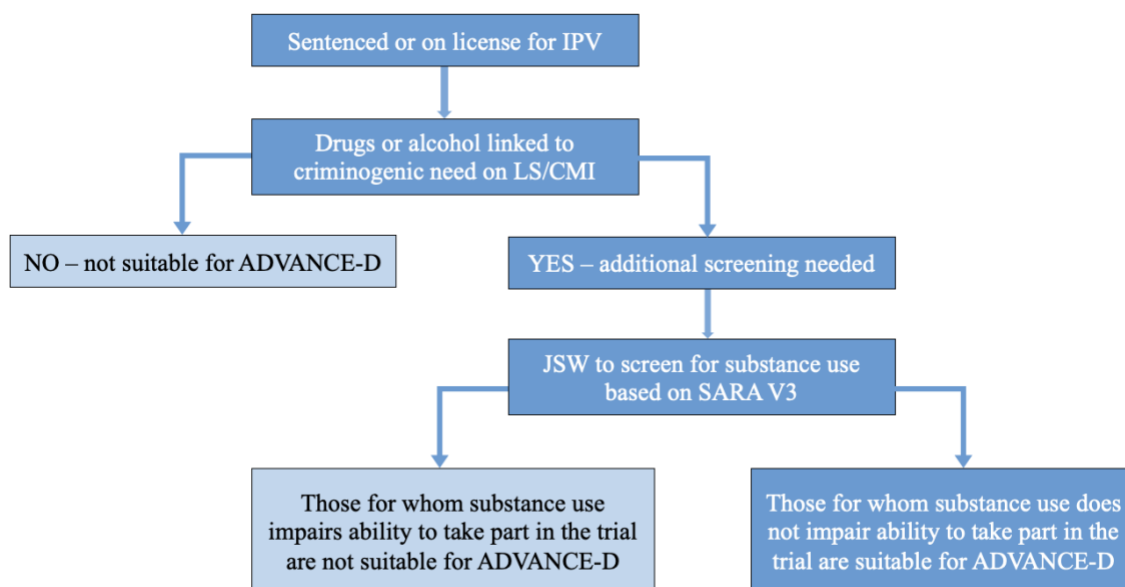 Sentenced or on license for IPV
Drugs or alcohol linked to
criminogenic need on LS/CMI
NO – not suitable for ADVANCE-D
YES – additional screening needed
JSW to screen for substance use
based on SARA V3
Those for whom substance use
impairs ability to take part in the trial
are not suitable for ADVANCE-D
Those for whom substance use does
not impair ability to take part in the
trial are suitable for ADVANCE-D